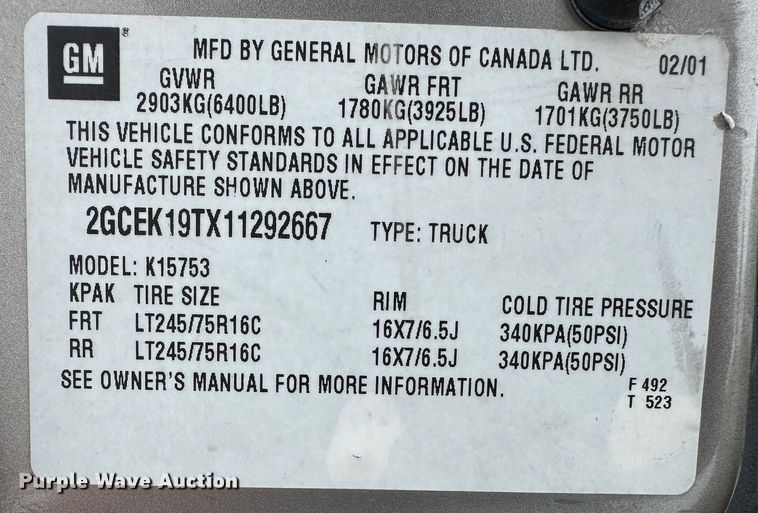 GM®
MFD BY GENERAL MOTORS OF CANADA LTD. 02/01
GVWR GAWR FRT GAWR RR
2903KG(6400LB) 1780KG(3925LB) 1701KG(3750LB)
THIS VEHICLE CONFORMS TO ALL APPLICABLE U.S. FEDERAL MOTOR
VEHICLE SAFETY STANDARDS IN EFFECT ON THE DATE OF
MANUFACTURE SHOWN ABOVE.
2GCEK19TX11292667 TYPE: TRUCK
MODEL: K15753
KPAK TIRE SIZE RIM COLD TIRE PRESSURE
FRT LT245/75R16C 16X7/6.5J 340KPA(50PSI)
RR LT245/75R16C 16X7/6.5J 340KPA(50PSI)
SEE OWNER'S MANUAL FOR MORE INFORMATION.
F 492
T 523
Purple Wave Auction